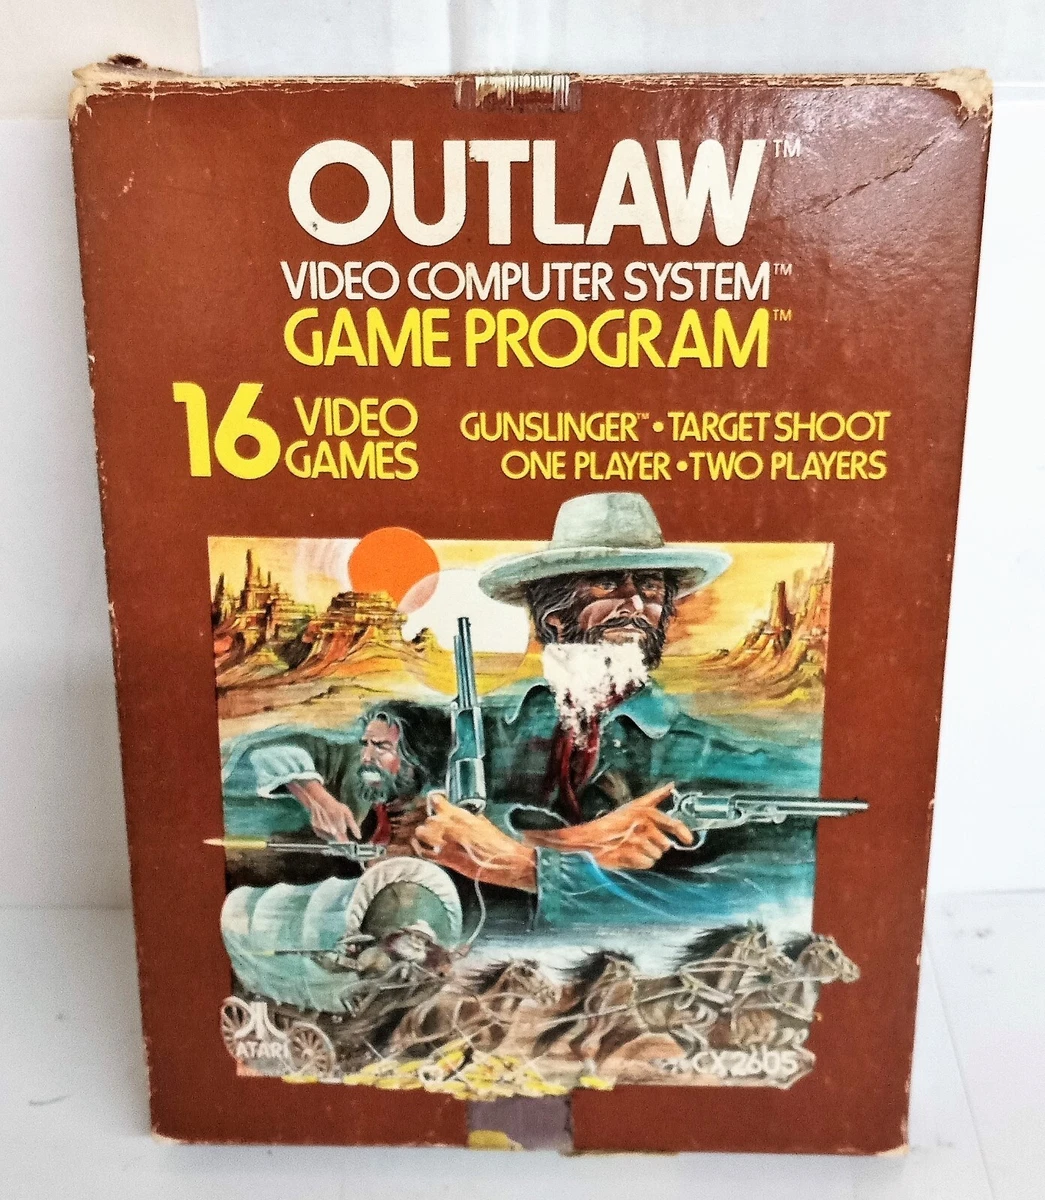 OUTLAW™
VIDEO COMPUTER SYSTEM™
GAME PROGRAM™
16 VIDEO GAMES
GUNSLINGER™ • TARGET SHOOT
ONE PLAYER • TWO PLAYERS
ATARI
CX2605